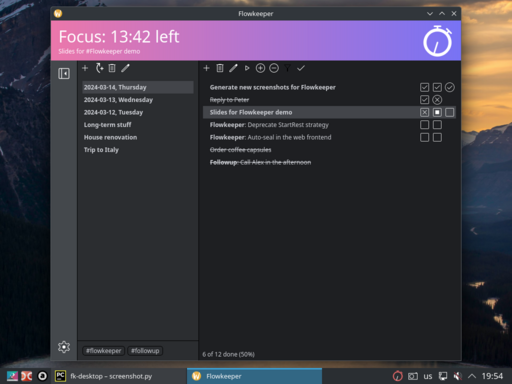 Flowkeeper
Focus: 13:42 left
Slides for #Flowkeeper demo
2024-03-14, Thursday
2024-03-13, Wednesday
2024-03-12, Tuesday
Long-term stuff
House renovation
Trip to Italy
Generate new screenshots for Flowkeeper
Reply to Peter
Slides for Flowkeeper demo
Flowkeeper: Deprecate StartRest strategy
Flowkeeper: Auto-seal in the web frontend
Order coffee capsules
Followup: Call Alex in the afternoon
#flowkeeper #followup
6 of 12 done (50%)
PC fk-desktop – screenshot.py
Flowkeeper
us
19:54